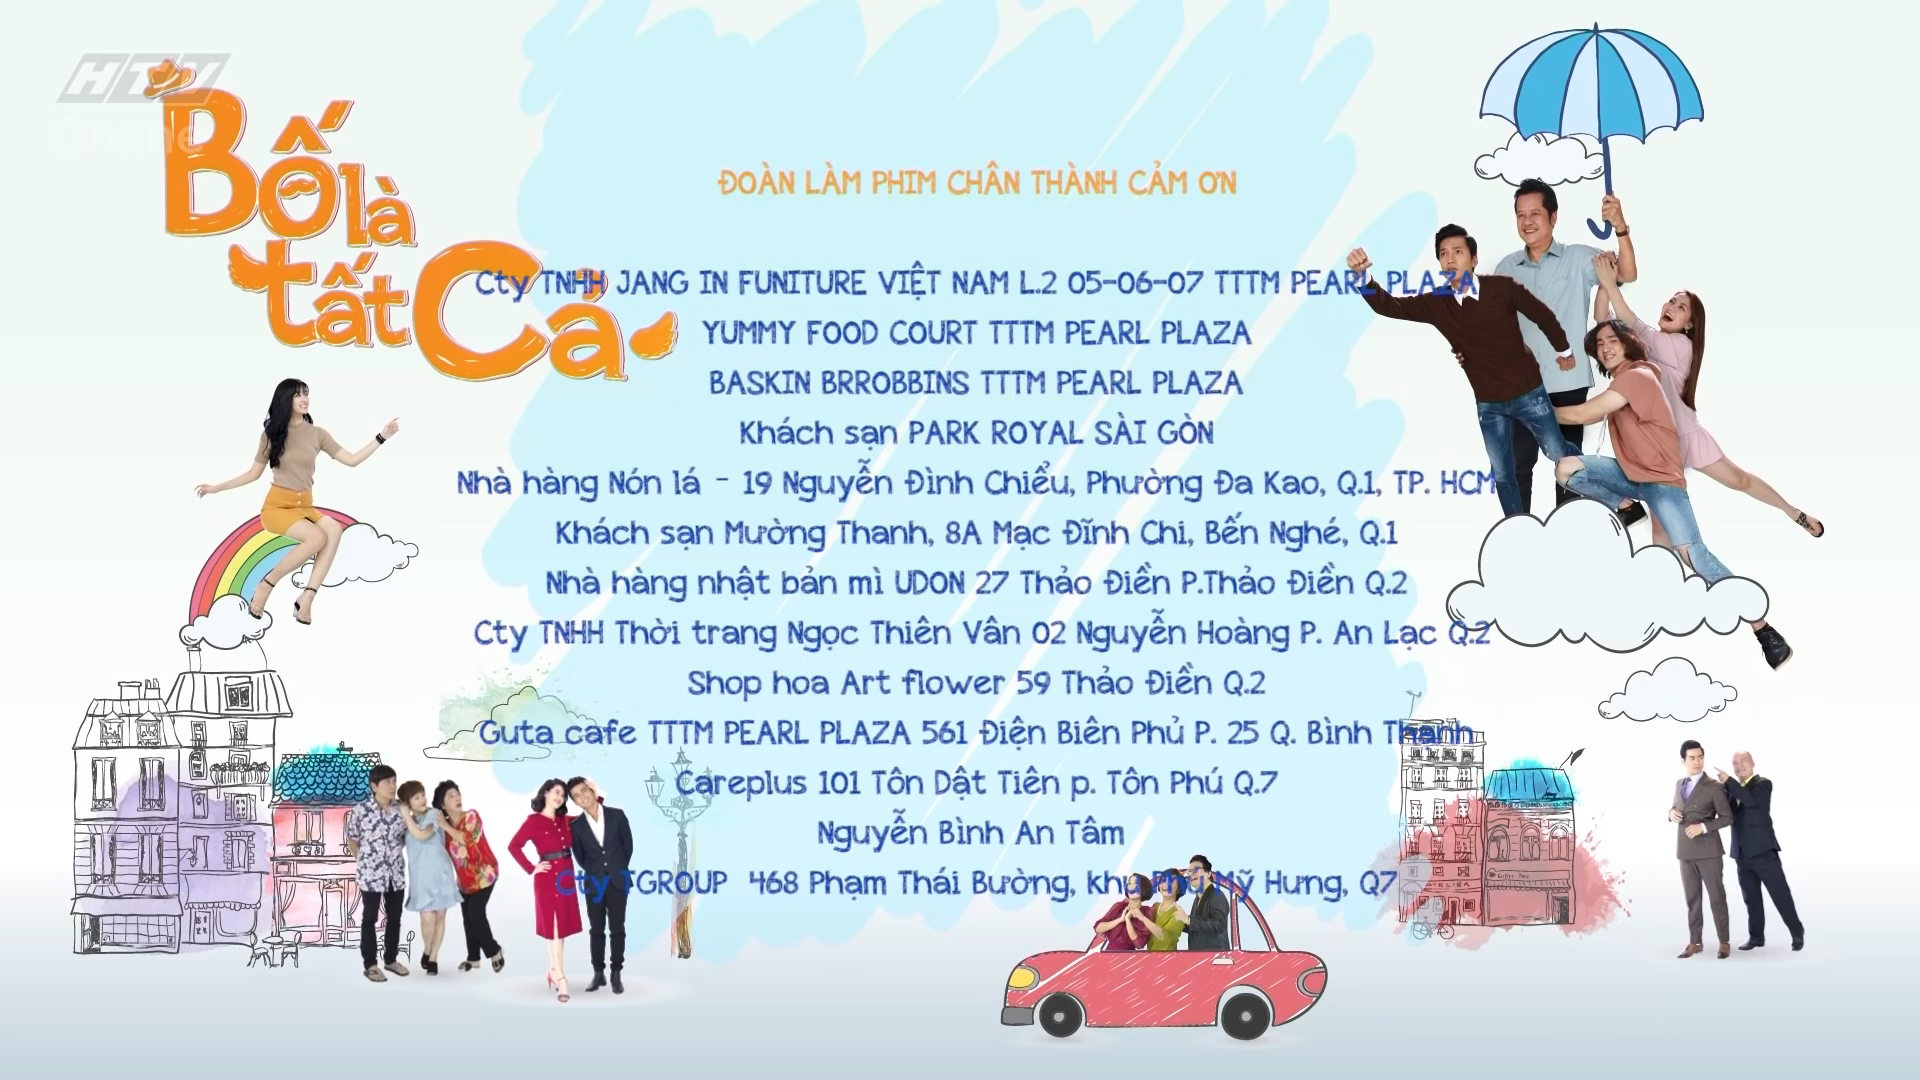 HTV
Online
Bố là
tất Cả
ĐOÀN LÀM PHIM CHÂN THÀNH CẢM ƠN
Cty TNHH JANG IN FUNITURE VIỆT NAM L.2 05-06-07 TTTM PEARL PLAZA
YUMMY FOOD COURT TTTM PEARL PLAZA
BASKIN BRROBBINS TTTM PEARL PLAZA
Khách sạn PARK ROYAL SÀI GÒN
Nhà hàng Nón lá - 19 Nguyễn Đình Chiểu, Phường Đa Kao, Q.1, TP. HCM
Khách sạn Mường Thanh, 8A Mạc Đĩnh Chi, Bến Nghé, Q.1
Nhà hàng nhật bản mì UDON 27 Thảo Điền P.Thảo Điền Q.2
Cty TNHH Thời trang Ngọc Thiên Vân 02 Nguyễn Hoàng P. An Lạc Q.2
Shop hoa Art flower 59 Thảo Điền Q.2
Guta cafe TTTM PEARL PLAZA 561 Điện Biên Phủ P. 25 Q. Bình Thạnh
Careplus 101 Tôn Dật Tiên p. Tôn Phú Q.7
Nguyễn Bình An Tâm
Cty TGROUP 468 Phạm Thái Bường, khu Phú Mỹ Hưng, Q7